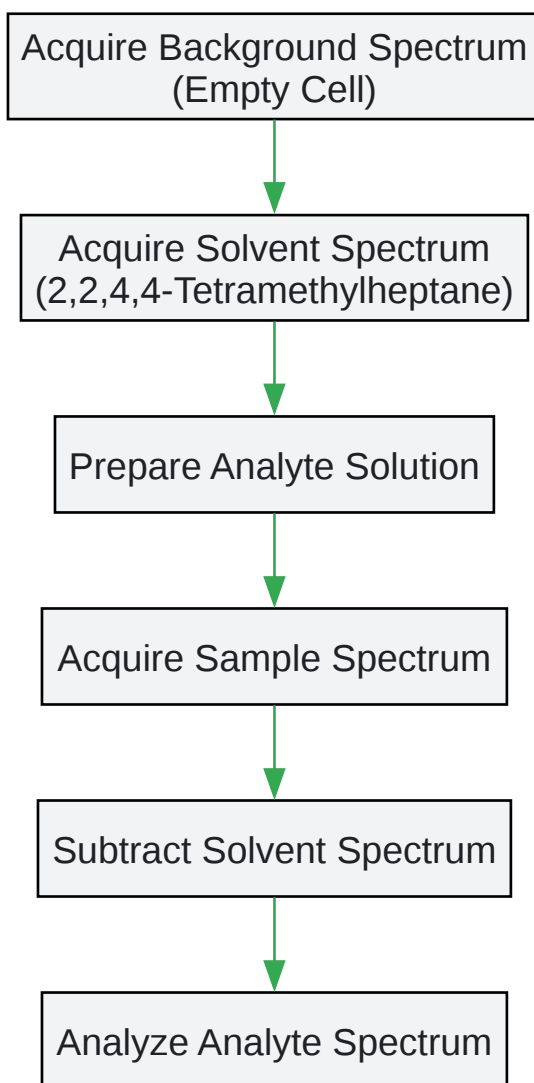 Acquire Background Spectrum
(Empty Cell)
Acquire Solvent Spectrum
(2,2,4,4-Tetramethylheptane)
Prepare Analyte Solution
Acquire Sample Spectrum
Subtract Solvent Spectrum
Analyze Analyte Spectrum